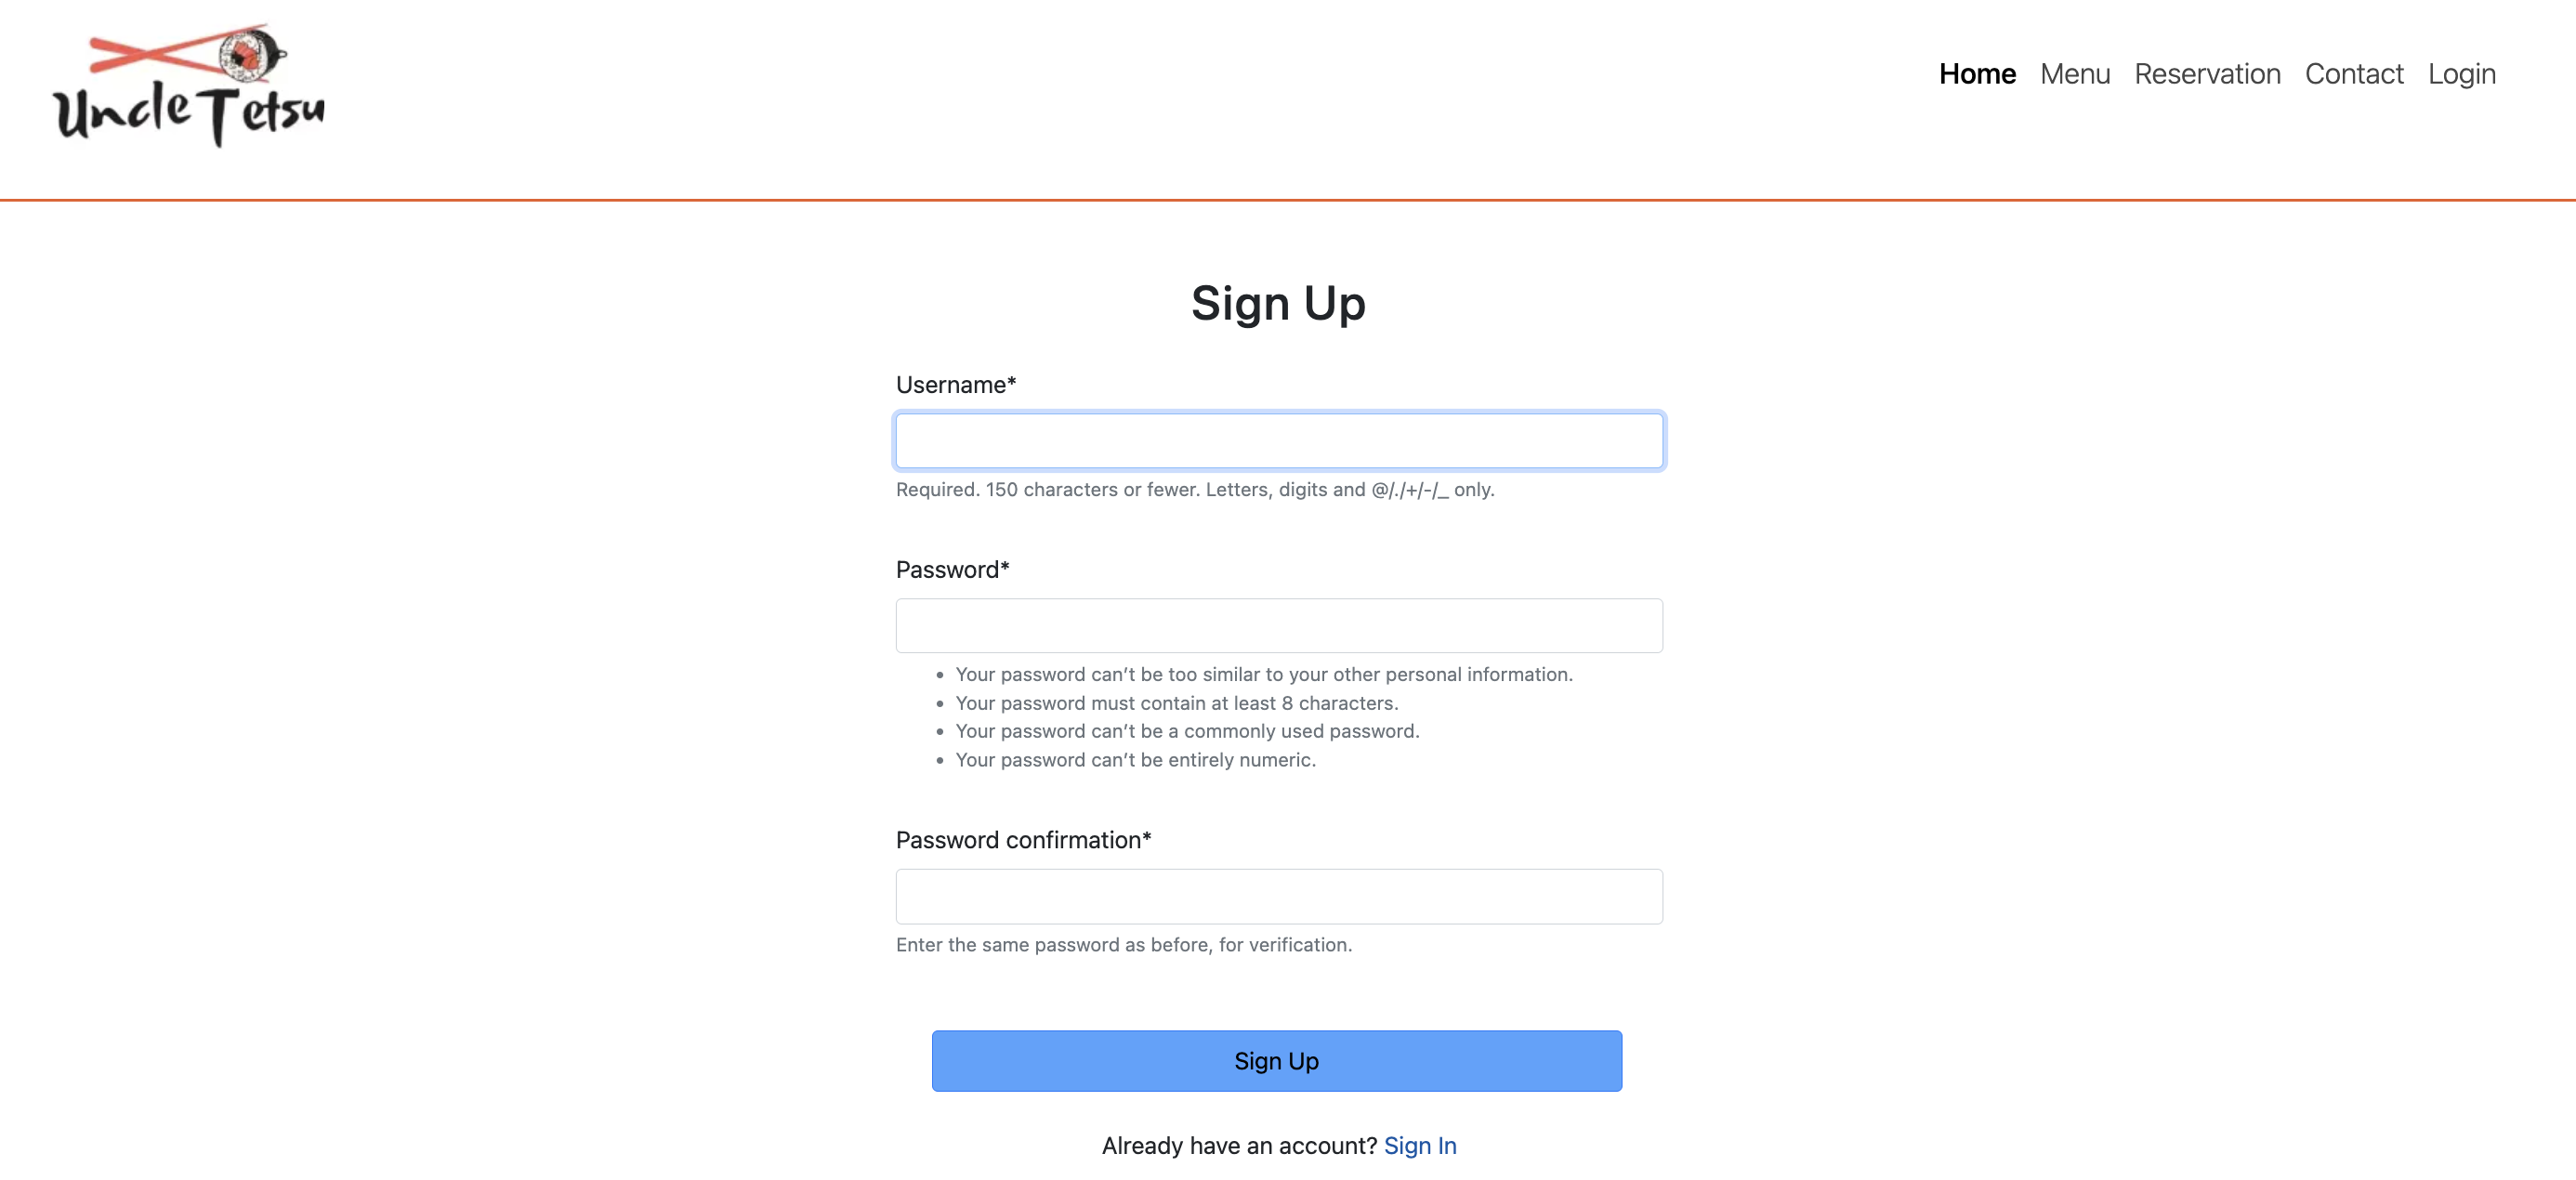 Uncle Tetsu
Home Menu Reservation Contact Login
Sign Up
Username*
Required. 150 characters or fewer. Letters, digits and @/./+/-/_ only.
Password*
Your password can’t be too similar to your other personal information.
Your password must contain at least 8 characters.
Your password can’t be a commonly used password.
Your password can’t be entirely numeric.
Password confirmation*
Enter the same password as before, for verification.
Sign Up
Already have an account? Sign In